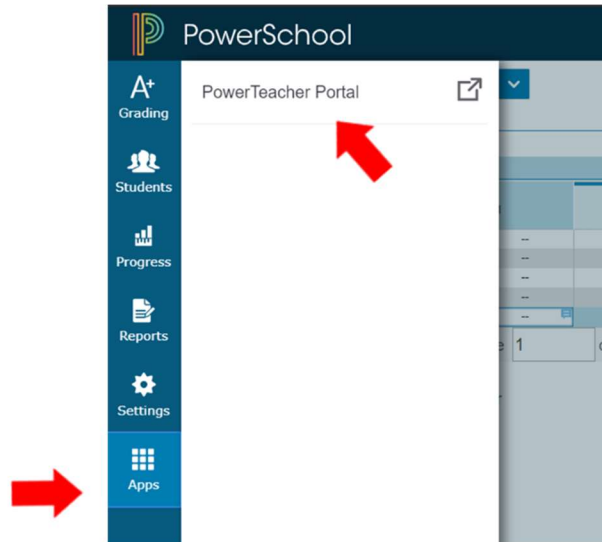 PowerSchool
A+
Grading
PowerTeacher Portal
Students
Progress
Reports
Settings
Apps
--
--
--
--
--
1